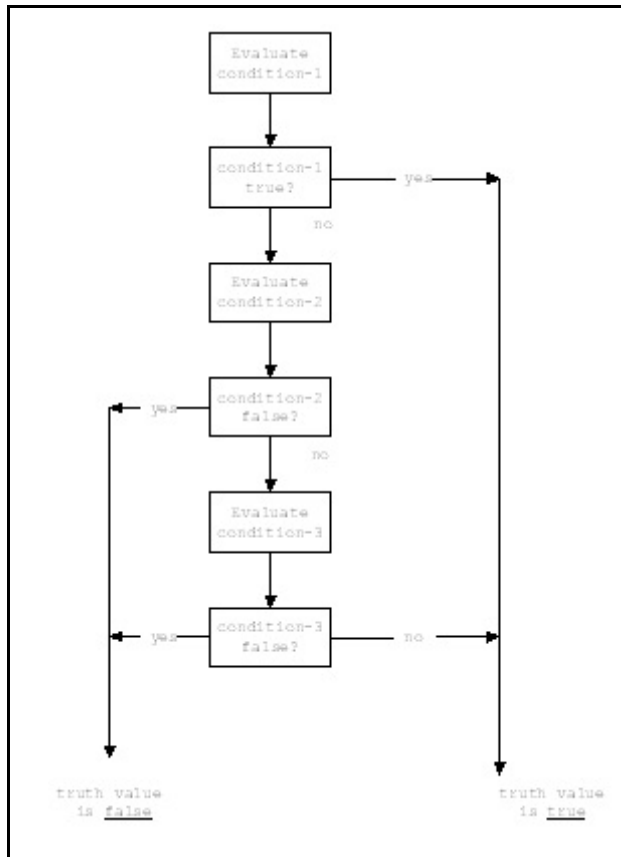 Evaluate
condition-1
condition-1
true?
yes
no
Evaluate
condition-2
condition-2
false?
yes
no
Evaluate
condition-3
condition-3
false?
yes
no
truth value
is false
truth value
is true